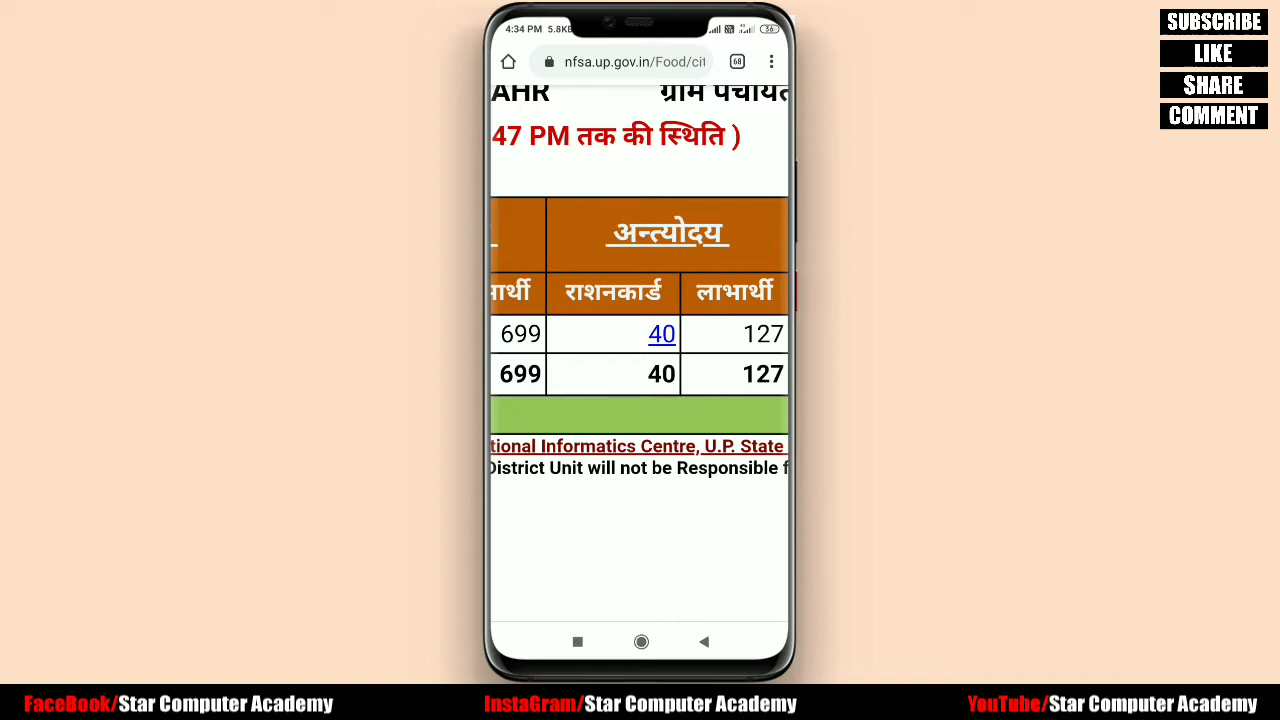 SUBSCRIBE
LIKE
SHARE
COMMENT
4:34 PM 5.8KB
36
nfsa.up.gov.in/Food/cit
68
AHR ग्राम पंचायत
47 PM तक की स्थिति )
अन्त्योदय
र्थी राशनकार्ड लाभार्थी
699 40 127
699 40 127
tional Informatics Centre, U.P. State
District Unit will not be Responsible f
FaceBook/Star Computer Academy InstaGram/Star Computer Academy YouTube/Star Computer Academy